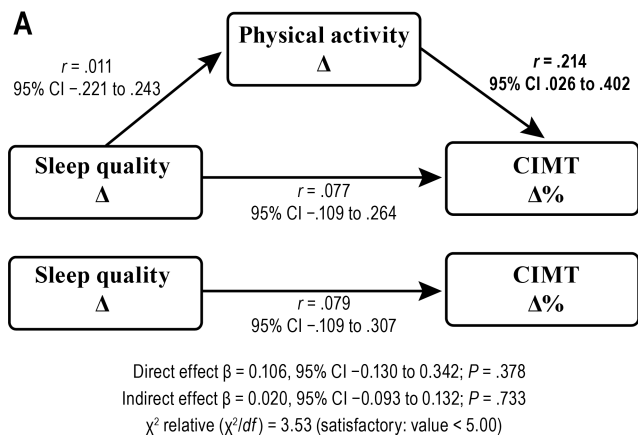 A
Physical activity
Δ
r = .011
95% CI −.221 to .243
r = .214
95% CI .026 to .402
Sleep quality
Δ
CIMT
Δ%
r = .077
95% CI −.109 to .264
Sleep quality
Δ
CIMT
Δ%
r = .079
95% CI −.109 to .307
Direct effect β = 0.106, 95% CI −0.130 to 0.342; P = .378
Indirect effect β = 0.020, 95% CI −0.093 to 0.132; P = .733
χ² relative (χ²/df) = 3.53 (satisfactory: value < 5.00)